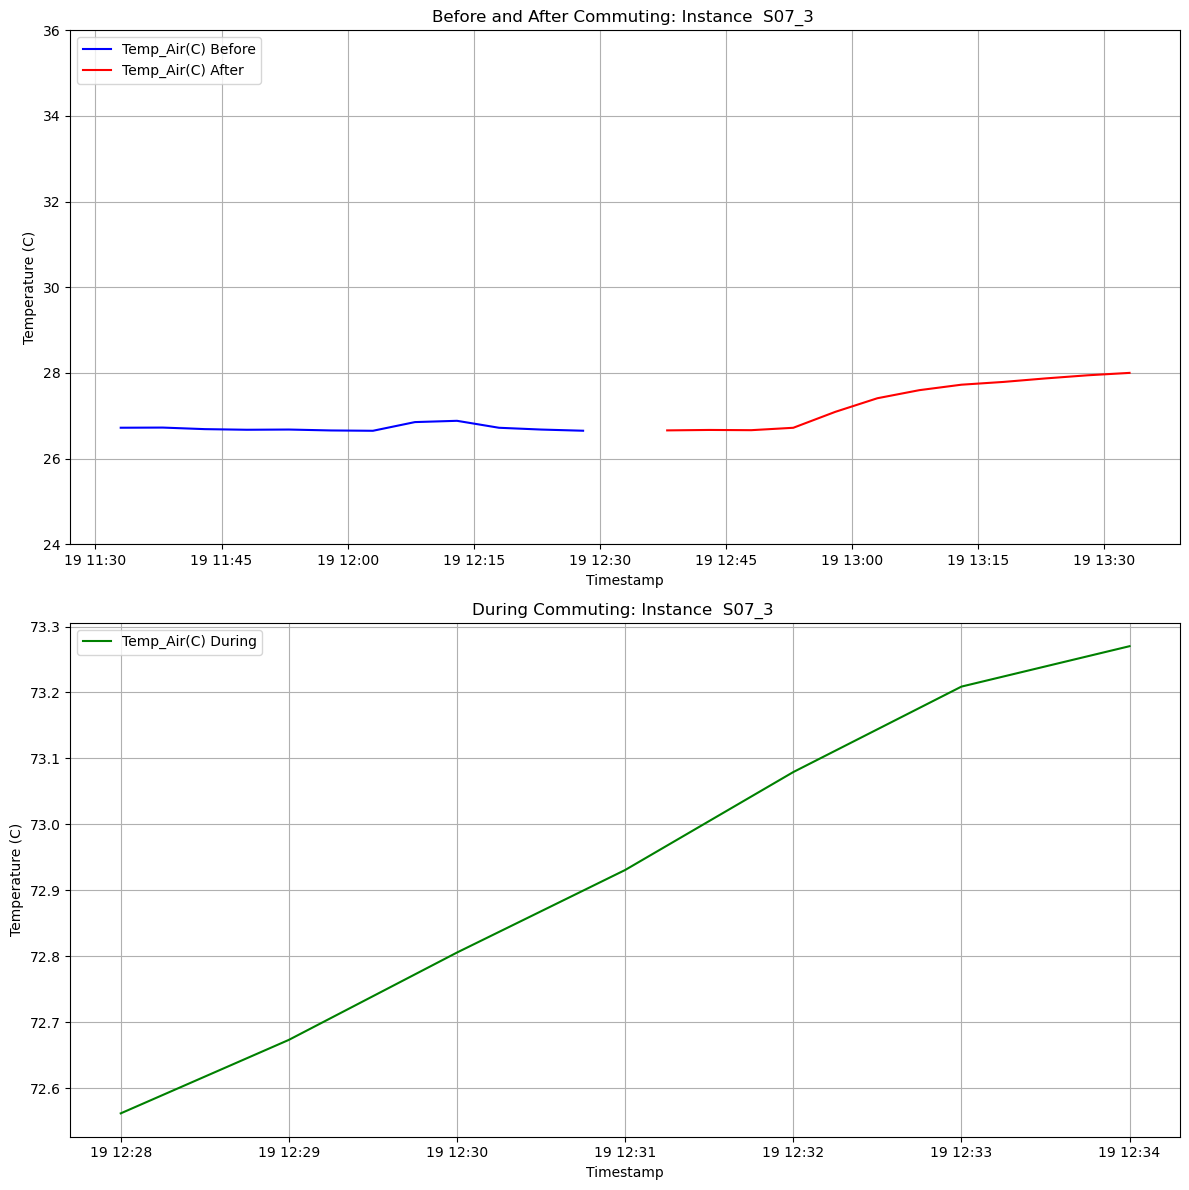 Before and After Commuting: Instance  S07_3
Temp_Air(C) Before
Temp_Air(C) After
Temperature (C)
36
34
32
30
28
26
24
19 11:30 19 11:45 19 12:00 19 12:15 19 12:30 19 12:45 19 13:00 19 13:15 19 13:30
Timestamp
During Commuting: Instance  S07_3
Temp_Air(C) During
Temperature (C)
73.3
73.2
73.1
73.0
72.9
72.8
72.7
72.6
19 12:28 19 12:29 19 12:30 19 12:31 19 12:32 19 12:33 19 12:34
Timestamp